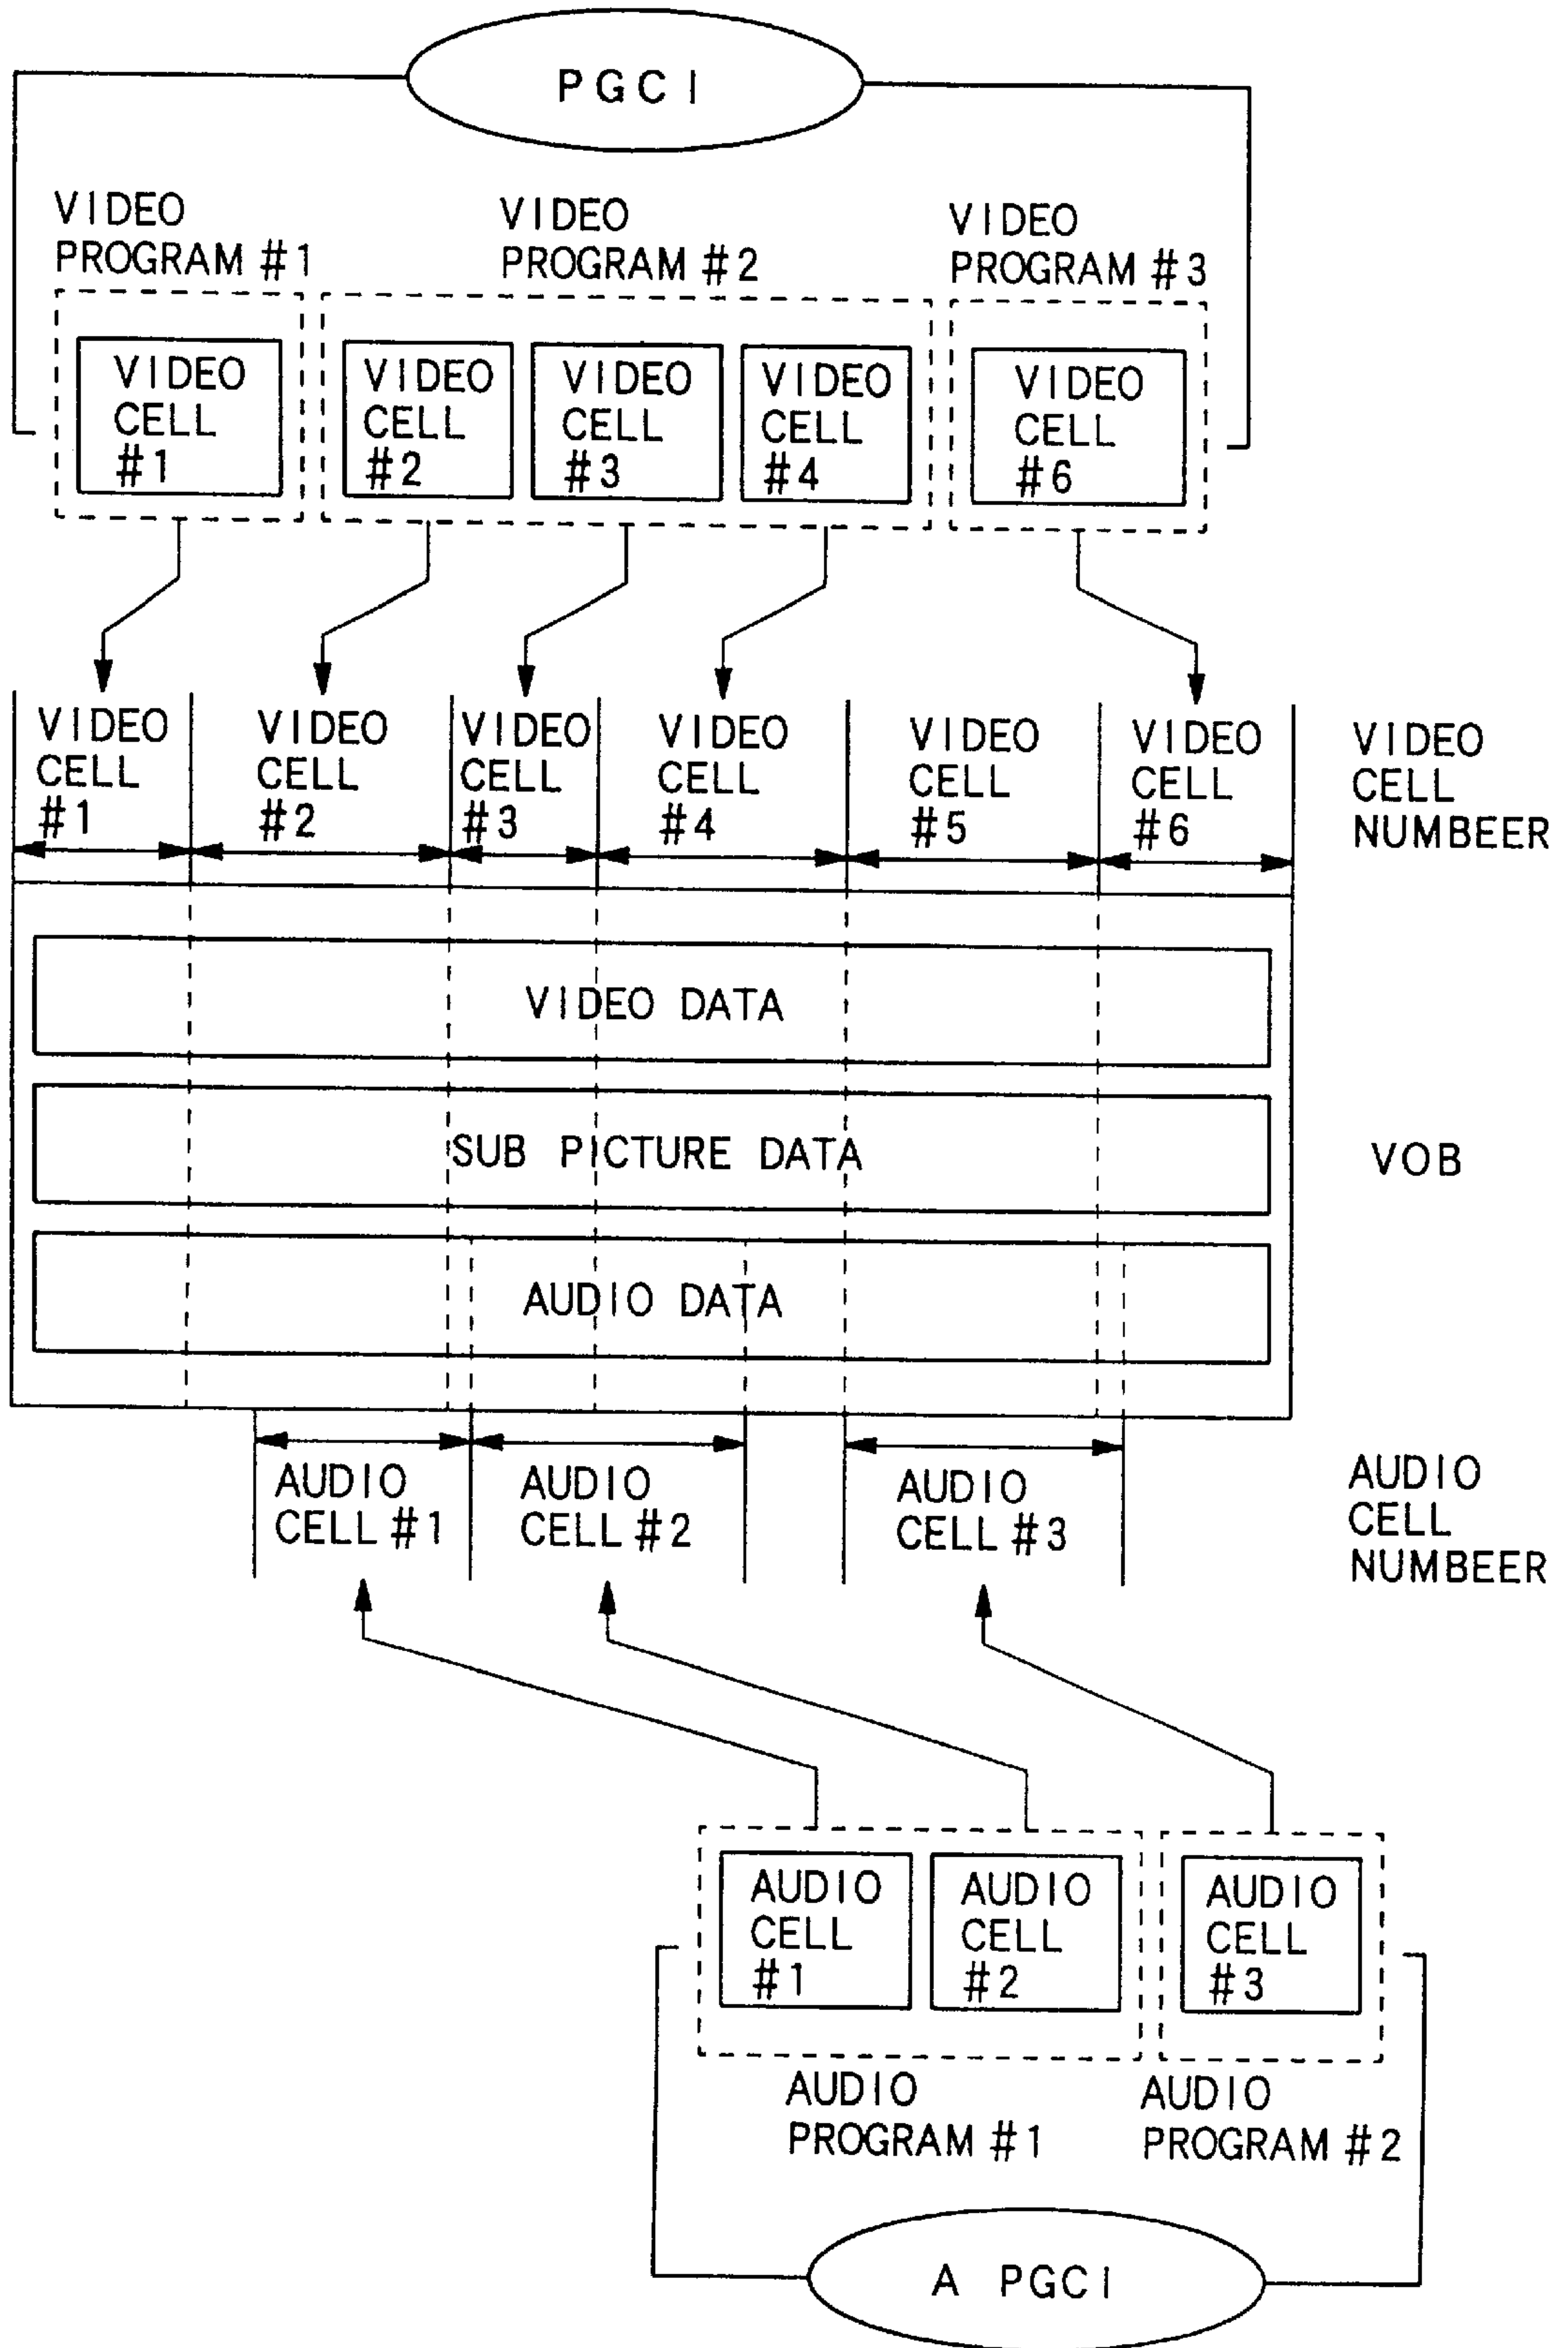 PGCI
VIDEO
PROGRAM #1
VIDEO
PROGRAM #2
VIDEO
PROGRAM #3
VIDEO
CELL
#1
VIDEO
CELL
#2
VIDEO
CELL
#3
VIDEO
CELL
#4
VIDEO
CELL
#6
VIDEO
CELL
#1
VIDEO
CELL
#2
VIDEO
CELL
#3
VIDEO
CELL
#4
VIDEO
CELL
#5
VIDEO
CELL
#6
VIDEO
CELL
NUMBEER
VIDEO DATA
SUB PICTURE DATA
VOB
AUDIO DATA
AUDIO
CELL #1
AUDIO
CELL #2
AUDIO
CELL #3
AUDIO
CELL
NUMBEER
AUDIO
CELL
#1
AUDIO
CELL
#2
AUDIO
CELL
#3
AUDIO
PROGRAM #1
AUDIO
PROGRAM #2
A PGCI